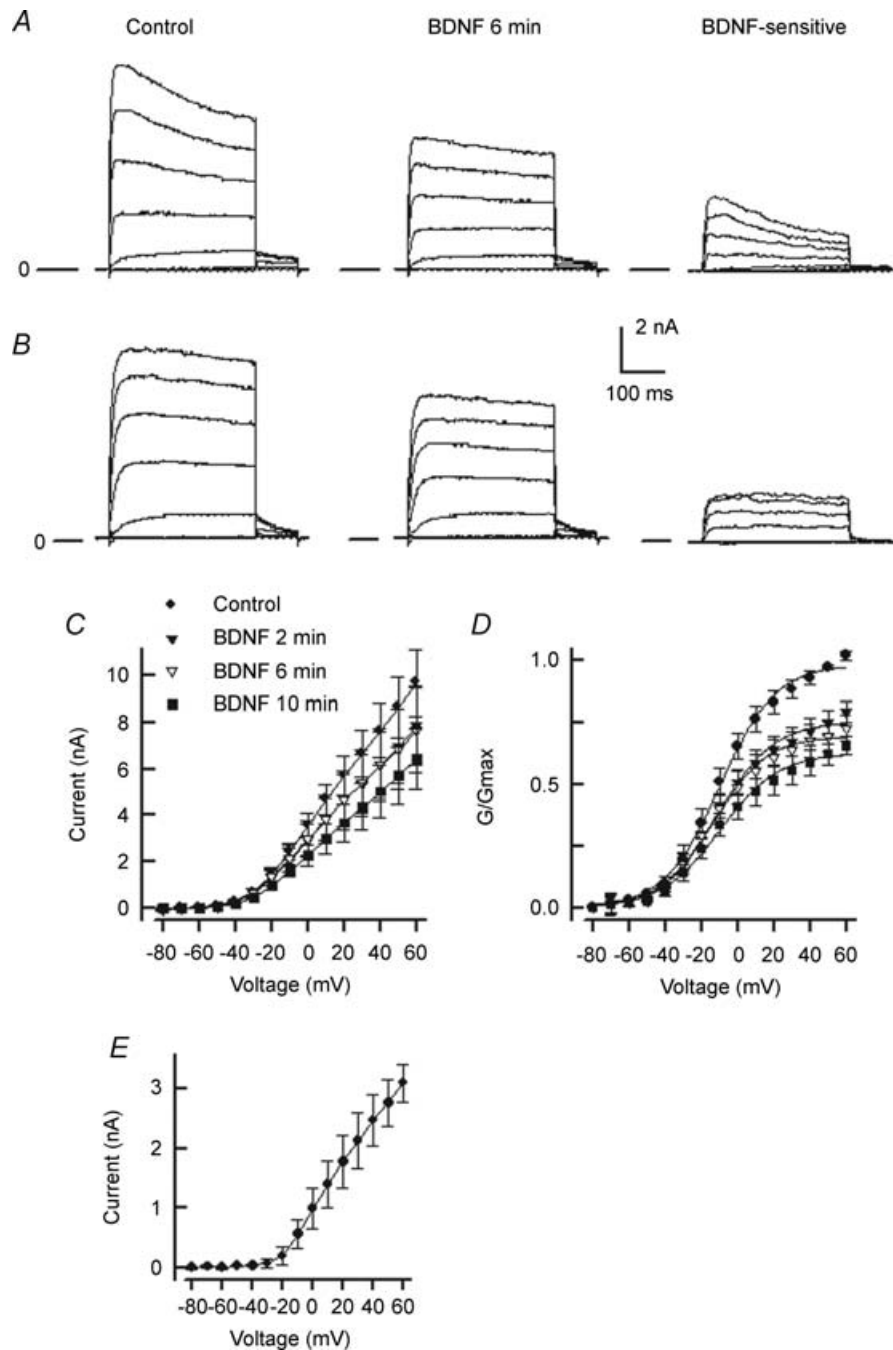 A
Control
BDNF 6 min
BDNF-sensitive
0
B
2 nA
100 ms
0
C
Control
BDNF 2 min
BDNF 6 min
BDNF 10 min
10
8
6
4
2
0
Current (nA)
-80 -60 -40 -20 0 20 40 60
Voltage (mV)
D
1.0
0.5
0.0
G/Gmax
-80 -60 -40 -20 0 20 40 60
Voltage (mV)
E
3
2
1
0
Current (nA)
-80 -60 -40 -20 0 20 40 60
Voltage (mV)